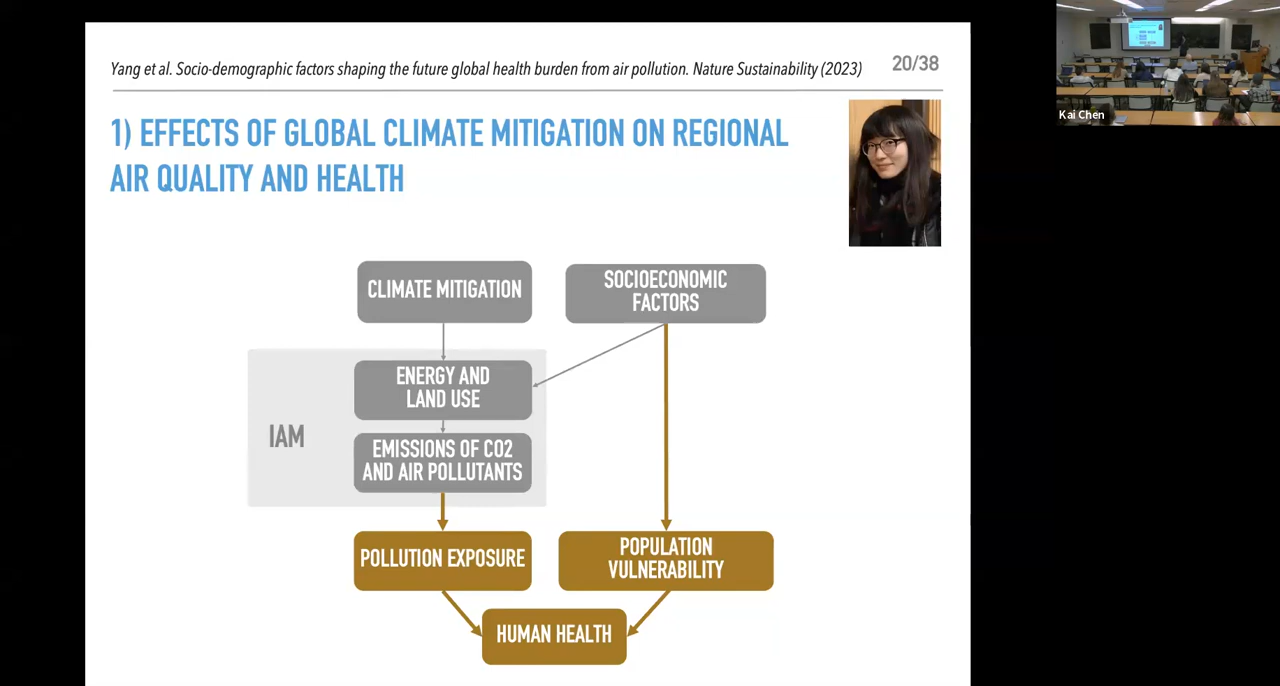 Yang et al. Socio-demographic factors shaping the future global health burden from air pollution. Nature Sustainability (2023)
20/38
1) EFFECTS OF GLOBAL CLIMATE MITIGATION ON REGIONAL
AIR QUALITY AND HEALTH
CLIMATE MITIGATION
SOCIOECONOMIC
FACTORS
ENERGY AND
LAND USE
IAM
EMISSIONS OF CO2
AND AIR POLLUTANTS
POLLUTION EXPOSURE
POPULATION
VULNERABILITY
HUMAN HEALTH
Kai Chen